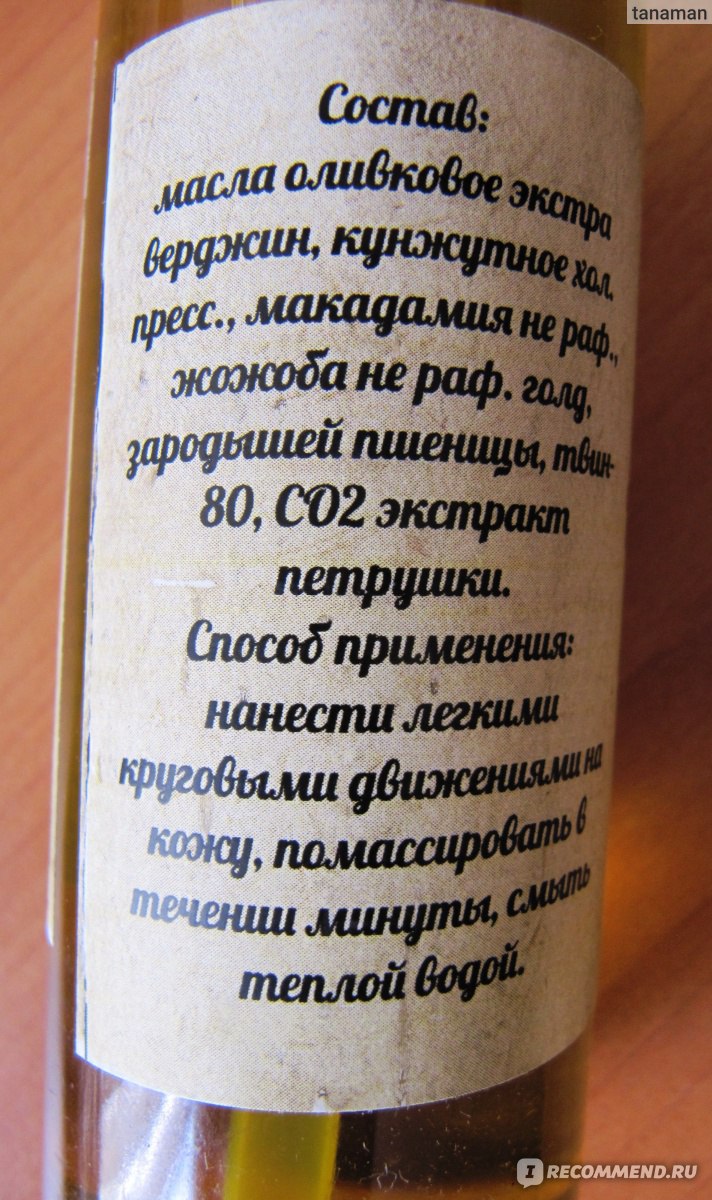 tanaman
Состав:
масла оливковое экстра
верджин, кунжутное хол.
пресс., макадамия не раф.,
жожоба не раф. голд,
зародышей пшеницы, твин-
80, СО2 экстракт
петрушки.
Способ применения:
нанести легкими
круговыми движениями на
кожу, помассировать в
течении минуты, смыть
теплой водой.
I RECOMMEND.RU